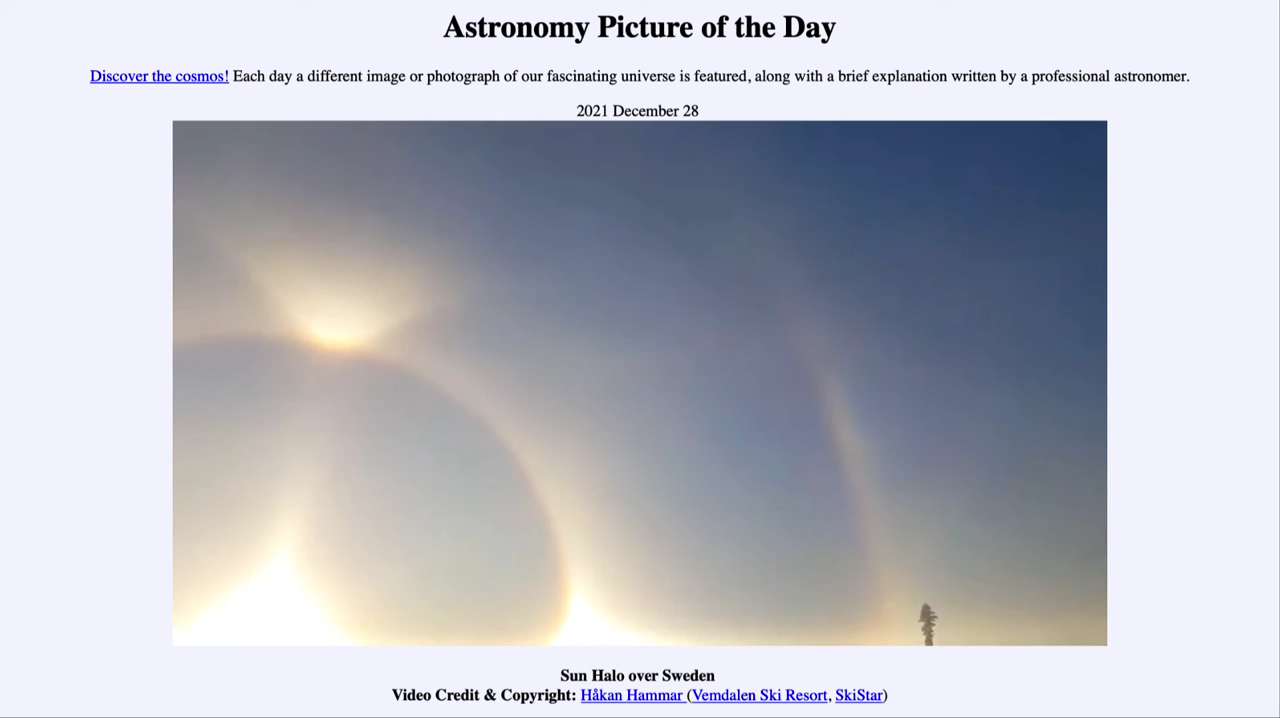 Astronomy Picture of the Day
Discover the cosmos! Each day a different image or photograph of our fascinating universe is featured, along with a brief explanation written by a professional astronomer.
2021 December 28
Sun Halo over Sweden
Video Credit & Copyright: Håkan Hammar (Vemdalen Ski Resort, SkiStar)